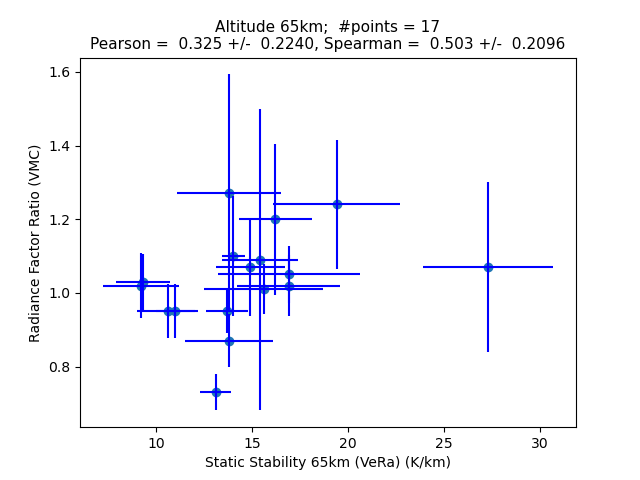 Altitude 65km;  #points = 17
Pearson =  0.325 +/-  0.2240, Spearman =  0.503 +/-  0.2096
1.6
1.4
1.2
1.0
0.8
Radiance Factor Ratio (VMC)
10 15 20 25 30
Static Stability 65km (VeRa) (K/km)